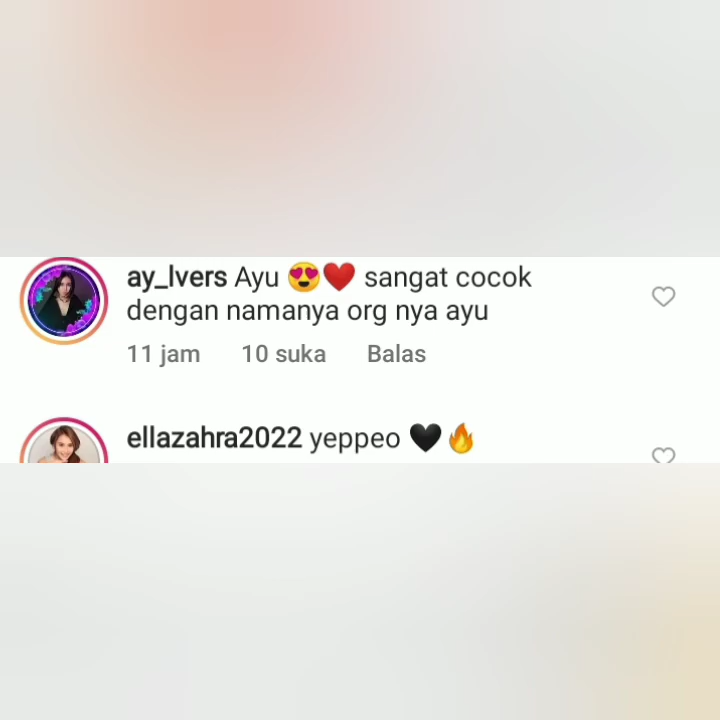 ay_lvers Ayu 😍❤️ sangat cocok
dengan namanya org nya ayu
11 jam 10 suka Balas
ellazahra2022 yeppeo 🖤🔥